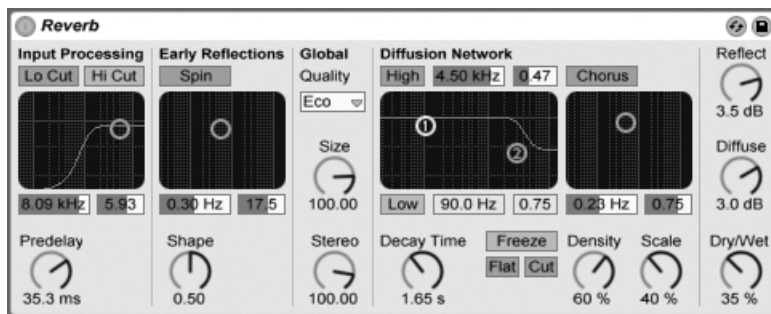 Reverb
Input Processing
Lo Cut Hi Cut
8.09 kHz 5.93
Predelay
35.3 ms
Early Reflections
Spin
0.30 Hz 17.5
Shape
0.50
Global
Quality
Eco
Size
100.00
Stereo
100.00
Diffusion Network
High 4.50 kHz 0.47 Chorus
1
2
Low 90.0 Hz 0.75 0.23 Hz 0.75
Decay Time
1.65 s
Freeze
Flat Cut
Density
60 %
Scale
40 %
Reflect
3.5 dB
Diffuse
3.0 dB
Dry/Wet
35 %